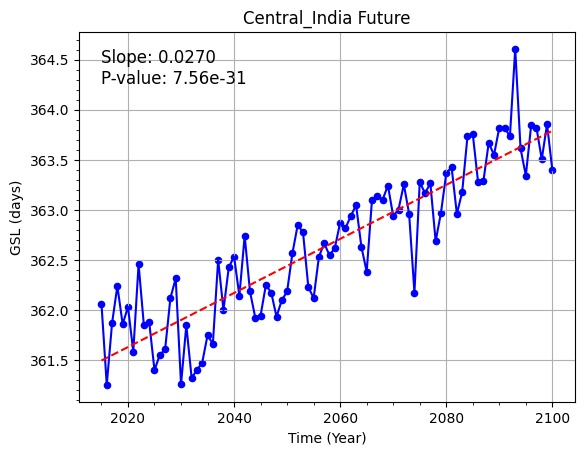 Central_India Future
Slope: 0.0270
P-value: 7.56e-31
364.5
364.0
363.5
363.0
362.5
362.0
361.5
GSL (days)
2020 2040 2060 2080 2100
Time (Year)